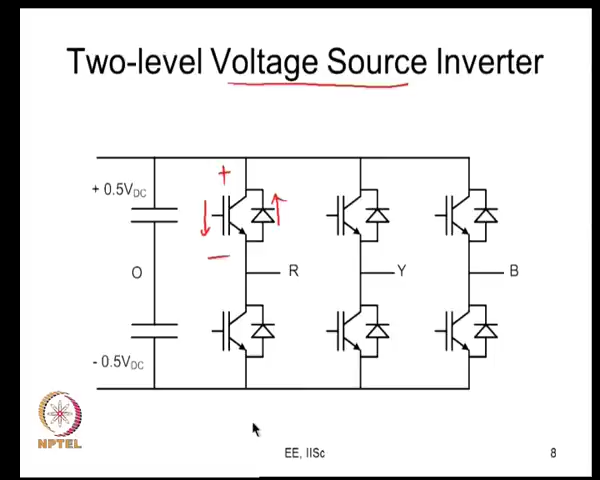 Two-level Voltage Source Inverter
+ 0.5VDC
+
O
−
R
Y
B
- 0.5VDC
NPTEL
EE, IISc
8